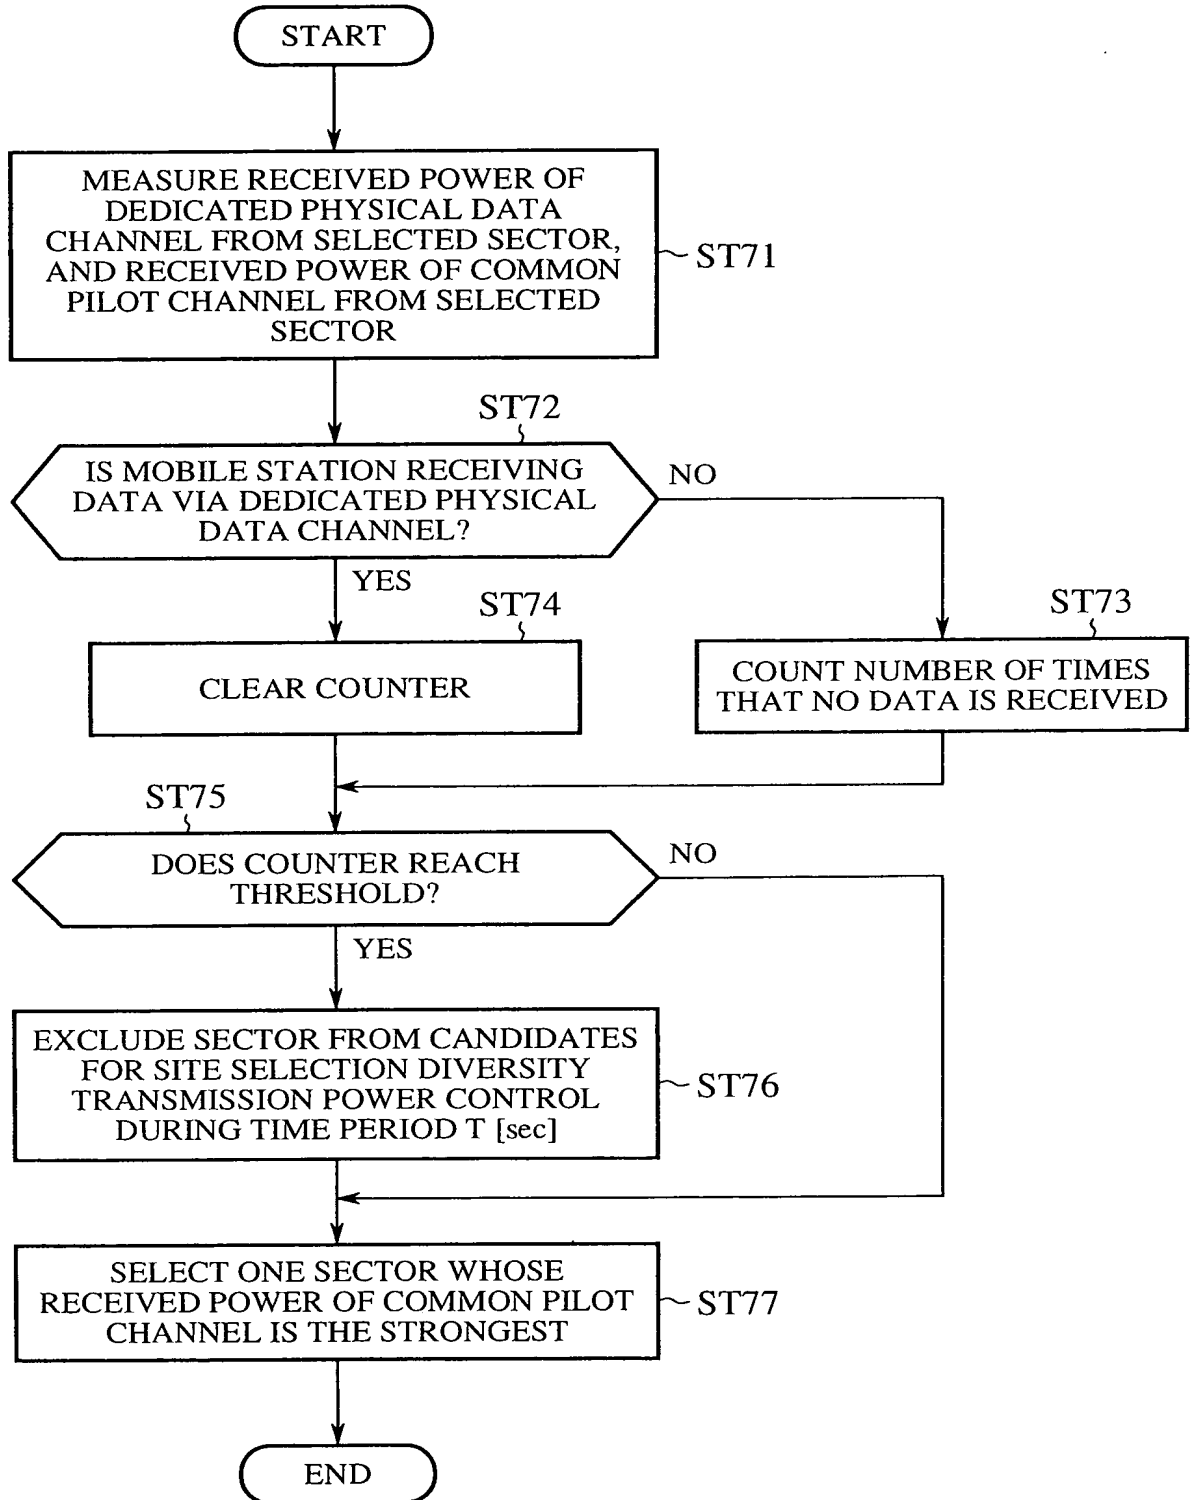 START
MEASURE RECEIVED POWER OF
DEDICATED PHYSICAL DATA
CHANNEL FROM SELECTED SECTOR,
AND RECEIVED POWER OF COMMON
PILOT CHANNEL FROM SELECTED
SECTOR
ST71
ST72
IS MOBILE STATION RECEIVING
DATA VIA DEDICATED PHYSICAL
DATA CHANNEL?
NO
YES
ST74
CLEAR COUNTER
ST73
COUNT NUMBER OF TIMES
THAT NO DATA IS RECEIVED
ST75
DOES COUNTER REACH
THRESHOLD?
NO
YES
EXCLUDE SECTOR FROM CANDIDATES
FOR SITE SELECTION DIVERSITY
TRANSMISSION POWER CONTROL
DURING TIME PERIOD T [sec]
ST76
SELECT ONE SECTOR WHOSE
RECEIVED POWER OF COMMON PILOT
CHANNEL IS THE STRONGEST
ST77
END